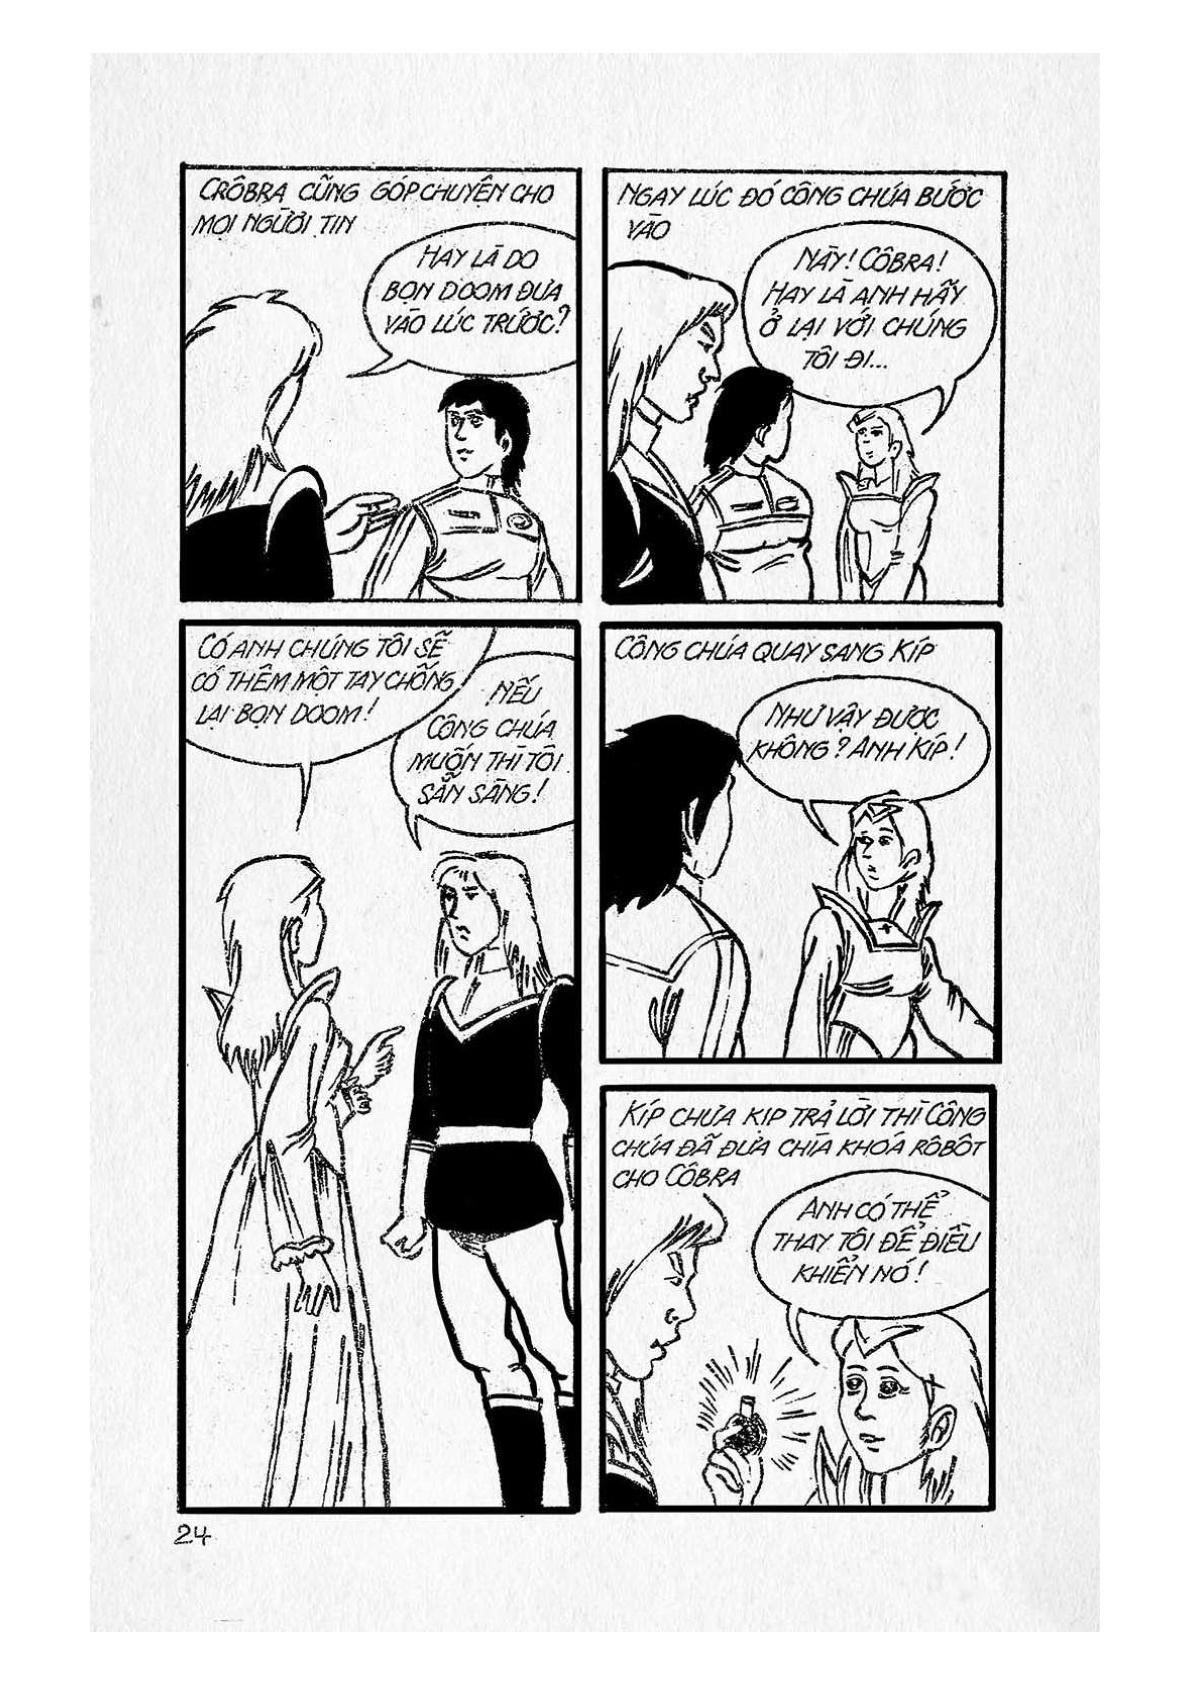 CRÔBRA CŨNG GÓP CHUYỆN CHO
MỌI NGƯỜI TIN
HAY LÀ DO
BỌN DOOM ĐƯA
VÀO LÚC TRƯỚC?
NGAY LÚC ĐÓ CÔNG CHÚA BƯỚC
VÀO
NÀY! CÔBRA!
HAY LÀ ANH HÃY
Ở LẠI VỚI CHÚNG
TÔI ĐI...
CÓ ANH CHÚNG TÔI SẼ
CÓ THÊM MỘT TAY CHỐNG
LẠI BỌN DOOM!
NẾU
CÔNG CHÚA
MUỐN THÌ TÔI
SẴN SÀNG!
CÔNG CHÚA QUAY SANG KÍP
NHƯ VẬY ĐƯỢC
KHÔNG? ANH KÍP!
KÍP CHƯA KỊP TRẢ LỜI THÌ CÔNG
CHÚA ĐÃ ĐƯA CHÌA KHOÁ RÔBÔT
CHO CÔBRA
ANH CÓ THỂ
THAY TÔI ĐỂ ĐIỀU
KHIỂN NÓ!
24